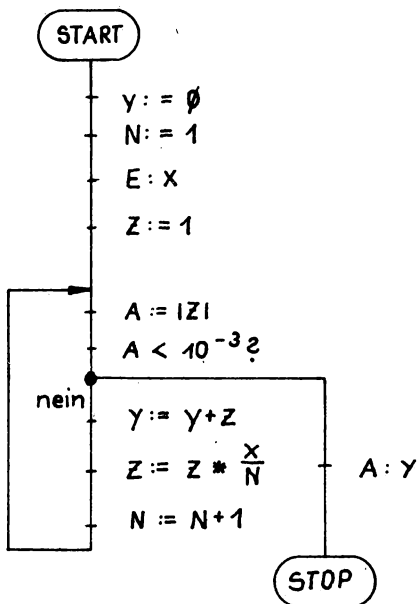 START
Y := Ø
N := 1
E : X
Z := 1
A := |Z|
A < 10⁻³ ?
nein
Y := Y+Z
Z := Z * X/N
A : Y
N := N+1
STOP